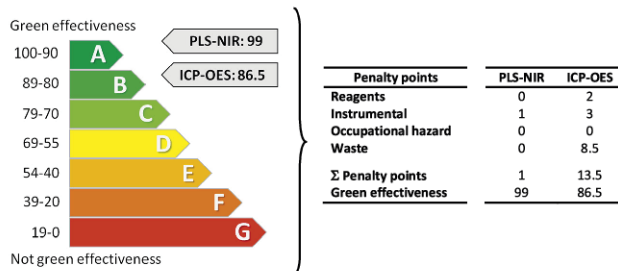 Green effectiveness
100-90 A PLS-NIR: 99
89-80 B ICP-OES: 86.5
79-70 C
69-55 D
54-40 E
39-20 F
19-0 G
Not green effectiveness
Penalty points PLS-NIR ICP-OES
Reagents 0 2
Instrumental 1 3
Occupational hazard 0 0
Waste 0 8.5
Σ Penalty points 1 13.5
Green effectiveness 99 86.5